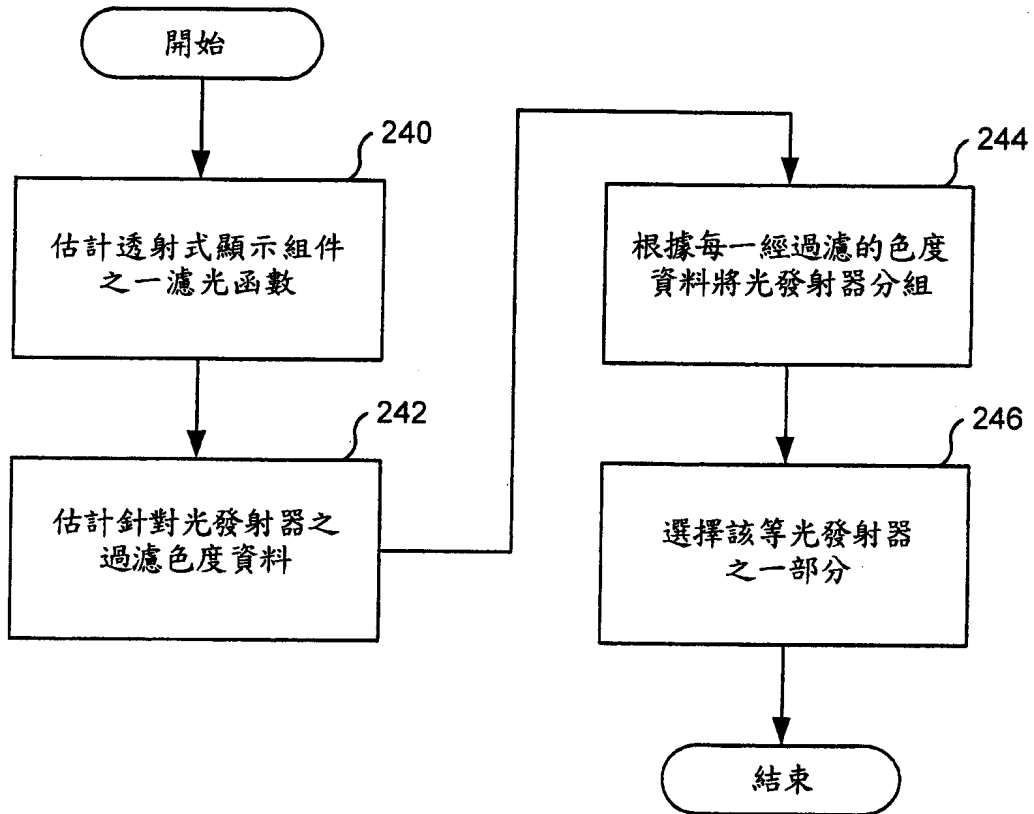 開始
240
估計透射式顯示組件
之一濾光函數
242
估計針對光發射器之
過濾色度資料
244
根據每一經過濾的色度
資料將光發射器分組
246
選擇該等光發射器
之一部分
結束